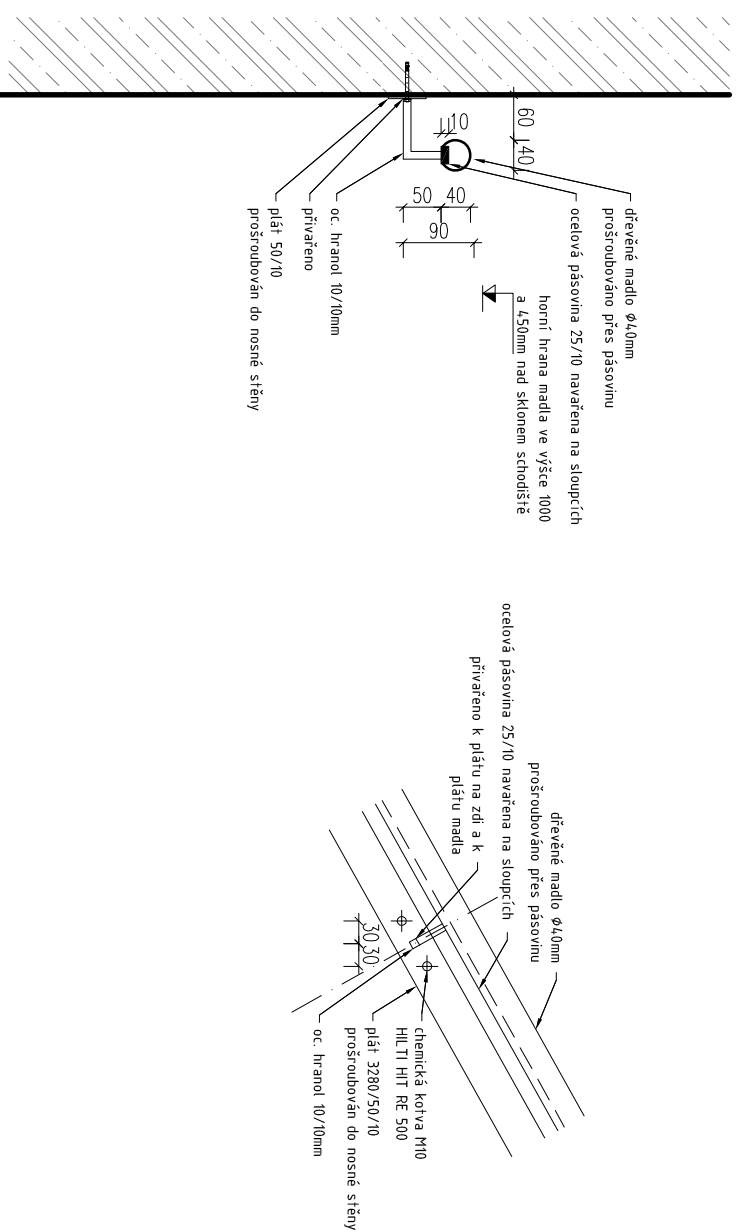 dřevěné madlo Ø40mm
prošroubováno přes pásovinu
ocelová pásovina 25/10 navařena na sloupcích
horní hrana madla ve výšce 1000
a 450mm nad sklonem schodiště
60
40
10
50
40
90
oc. hranol 10/10mm
přivařeno
plát 50/10
prošroubován do nosné stěny
dřevěné madlo Ø40mm
prošroubováno přes pásovinu
ocelová pásovina 25/10 navařena na sloupcích
přivařeno k plátu na zdi a k
plátu madla
30
30
chemická kotva M10
HILTI HIT RE 500
plát 3280/50/10
prošroubován do nosné stěny
oc. hranol 10/10mm